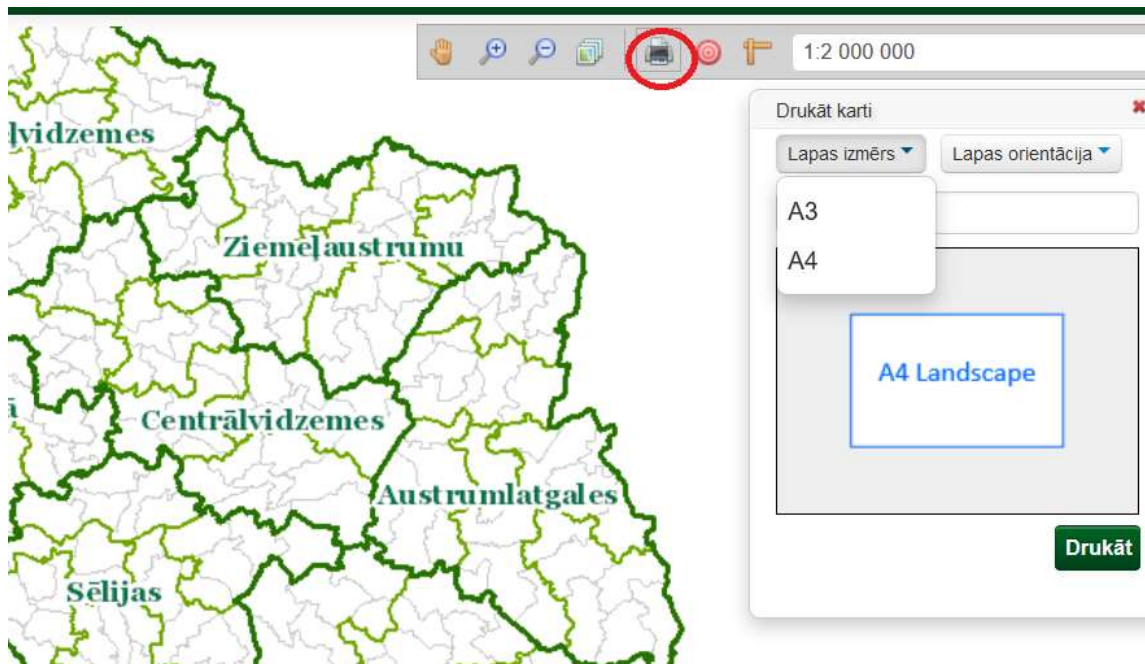 1:2 000 000
Drukāt karti
Lapas izmērs
Lapas orientācija
A3
A4
A4 Landscape
Drukāt
ļvidzemes
Ziemeļaustrumu
ā
Centrālvidzemes
Austrumlatgales
Sēlijas